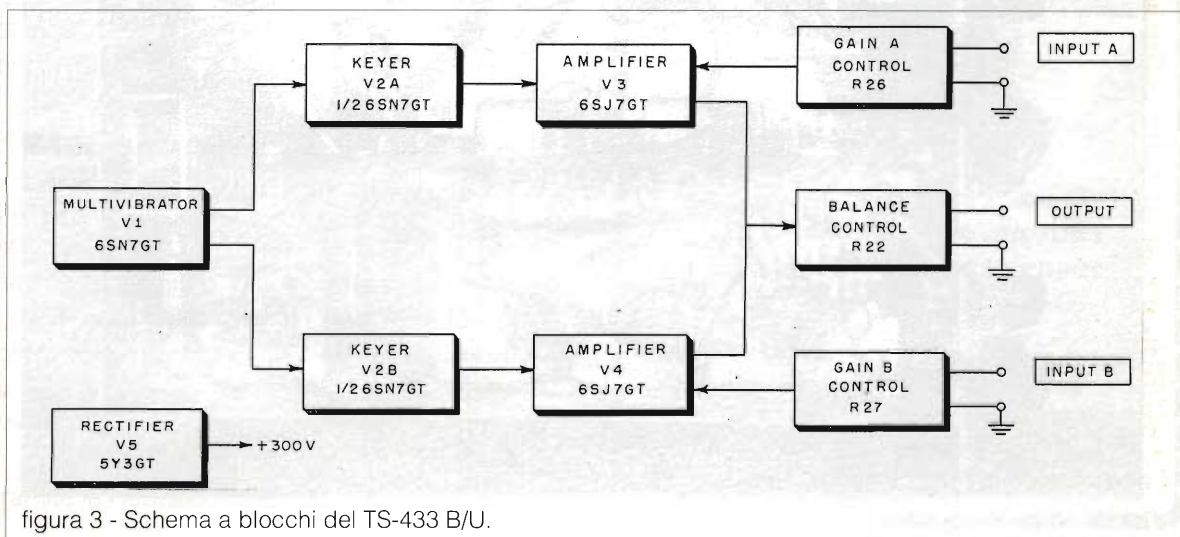 KEYER
V2A
1/2 6SN7GT
AMPLIFIER
V3
6SJ7GT
GAIN A
CONTROL
R26
INPUT A
MULTIVIBRATOR
V1
6SN7GT
BALANCE
CONTROL
R22
OUTPUT
KEYER
V2B
1/2 6SN7GT
AMPLIFIER
V4
6SJ7GT
GAIN B
CONTROL
R27
INPUT B
RECTIFIER
V5
5Y3GT
+300V
figura 3 - Schema a blocchi del TS-433 B/U.